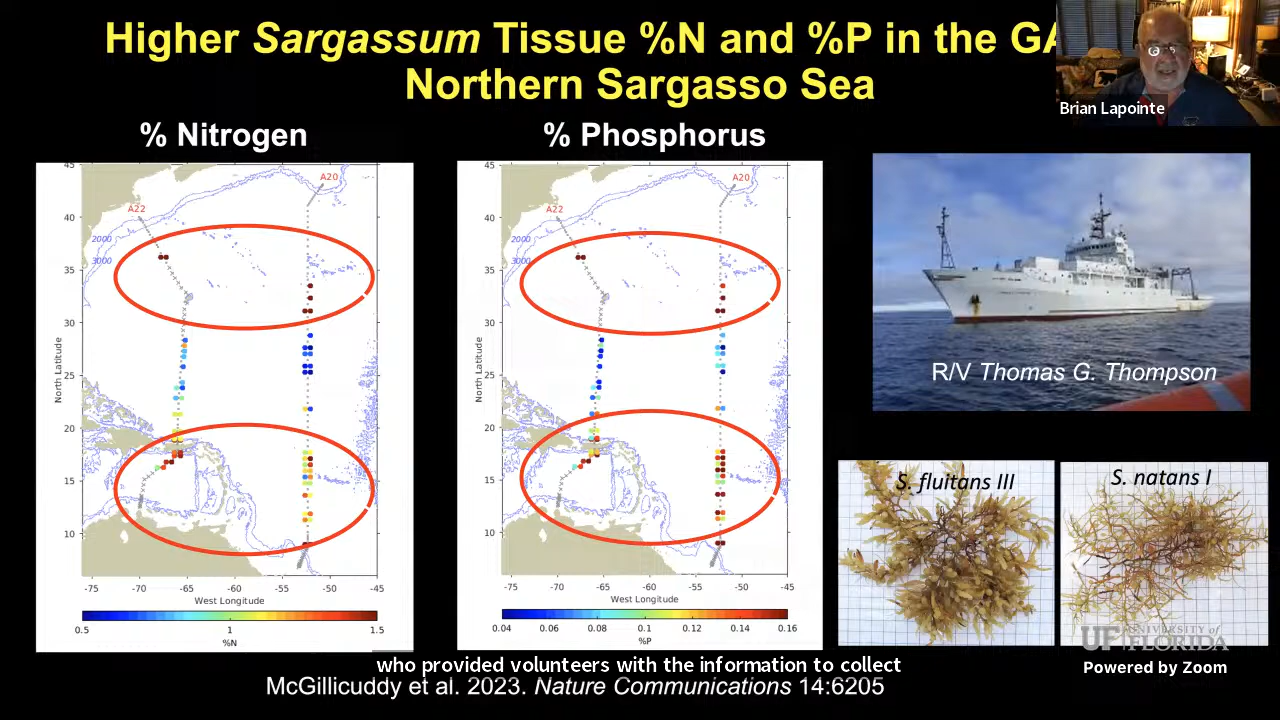 Higher Sargassum Tissue %N and %P in the GA
Northern Sargasso Sea
Brian Lapointe
% Nitrogen
% Phosphorus
45
A20
A22
40
2000
3000
35
30
25
20
15
10
North Latitude
-75
-70
-65
-60
-55
-50
-45
West Longitude
0.5
1
1.5
%N
45
A20
A22
40
2000
3000
35
30
25
20
15
10
North Latitude
-75
-70
-65
-60
-55
-50
-45
West Longitude
0.04
0.06
0.08
0.1
0.12
0.14
0.16
%P
R/V Thomas G. Thompson
S. fluitans III
S. natans I
UF UNIVERSITY of
FLORIDA
Powered by Zoom
who provided volunteers with the information to collect
McGillicuddy et al. 2023. Nature Communications 14:6205